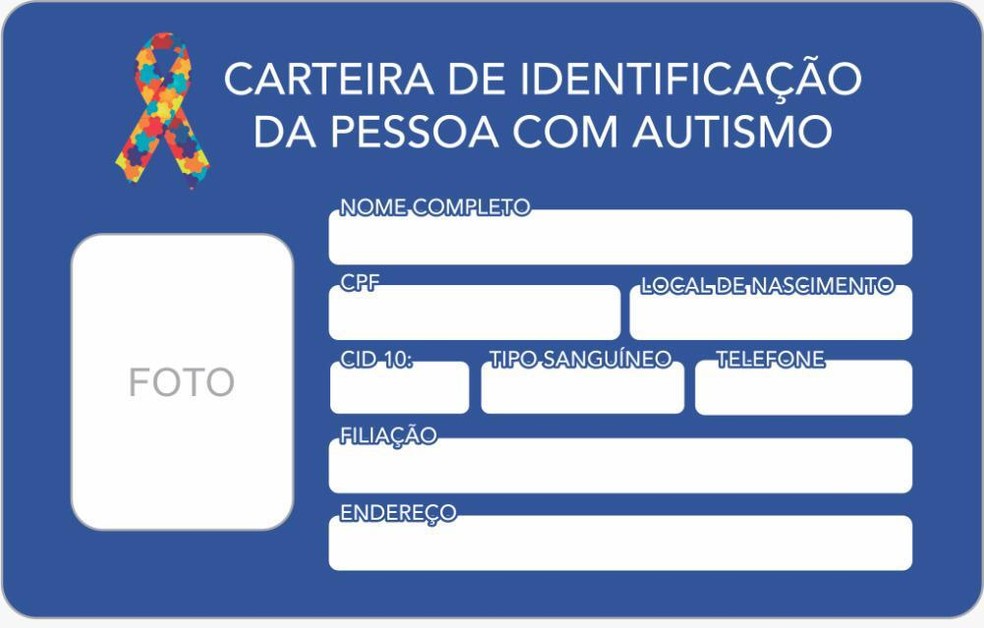 CARTEIRA DE IDENTIFICAÇÃO
DA PESSOA COM AUTISMO
NOME COMPLETO
CPF
LOCAL DE NASCIMENTO
CID 10:
TIPO SANGUÍNEO
TELEFONE
FOTO
FILIAÇÃO
ENDEREÇO